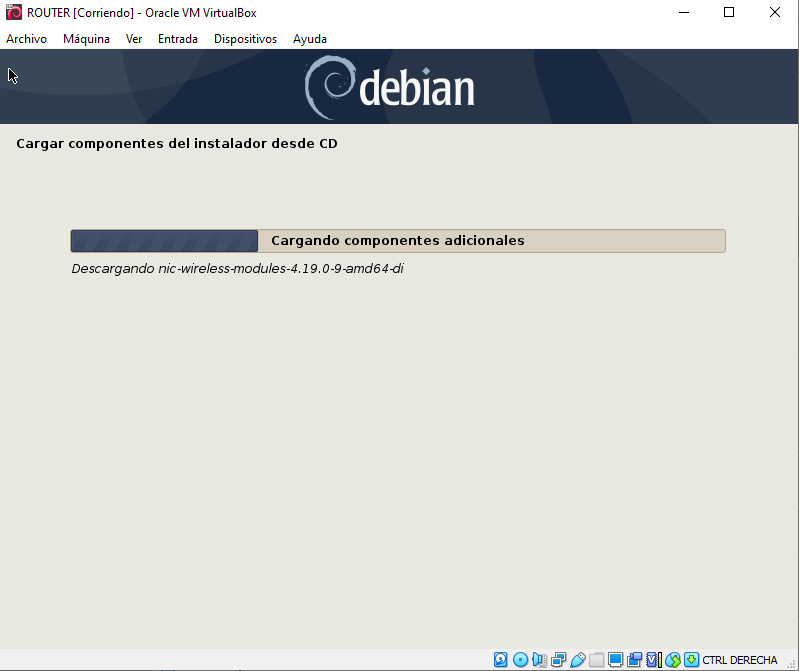 ROUTER [Corriendo] - Oracle VM VirtualBox
Archivo Máquina Ver Entrada Dispositivos Ayuda
debian
Cargar componentes del instalador desde CD
Cargando componentes adicionales
Descargando nic-wireless-modules-4.19.0-9-amd64-di
CTRL DERECHA